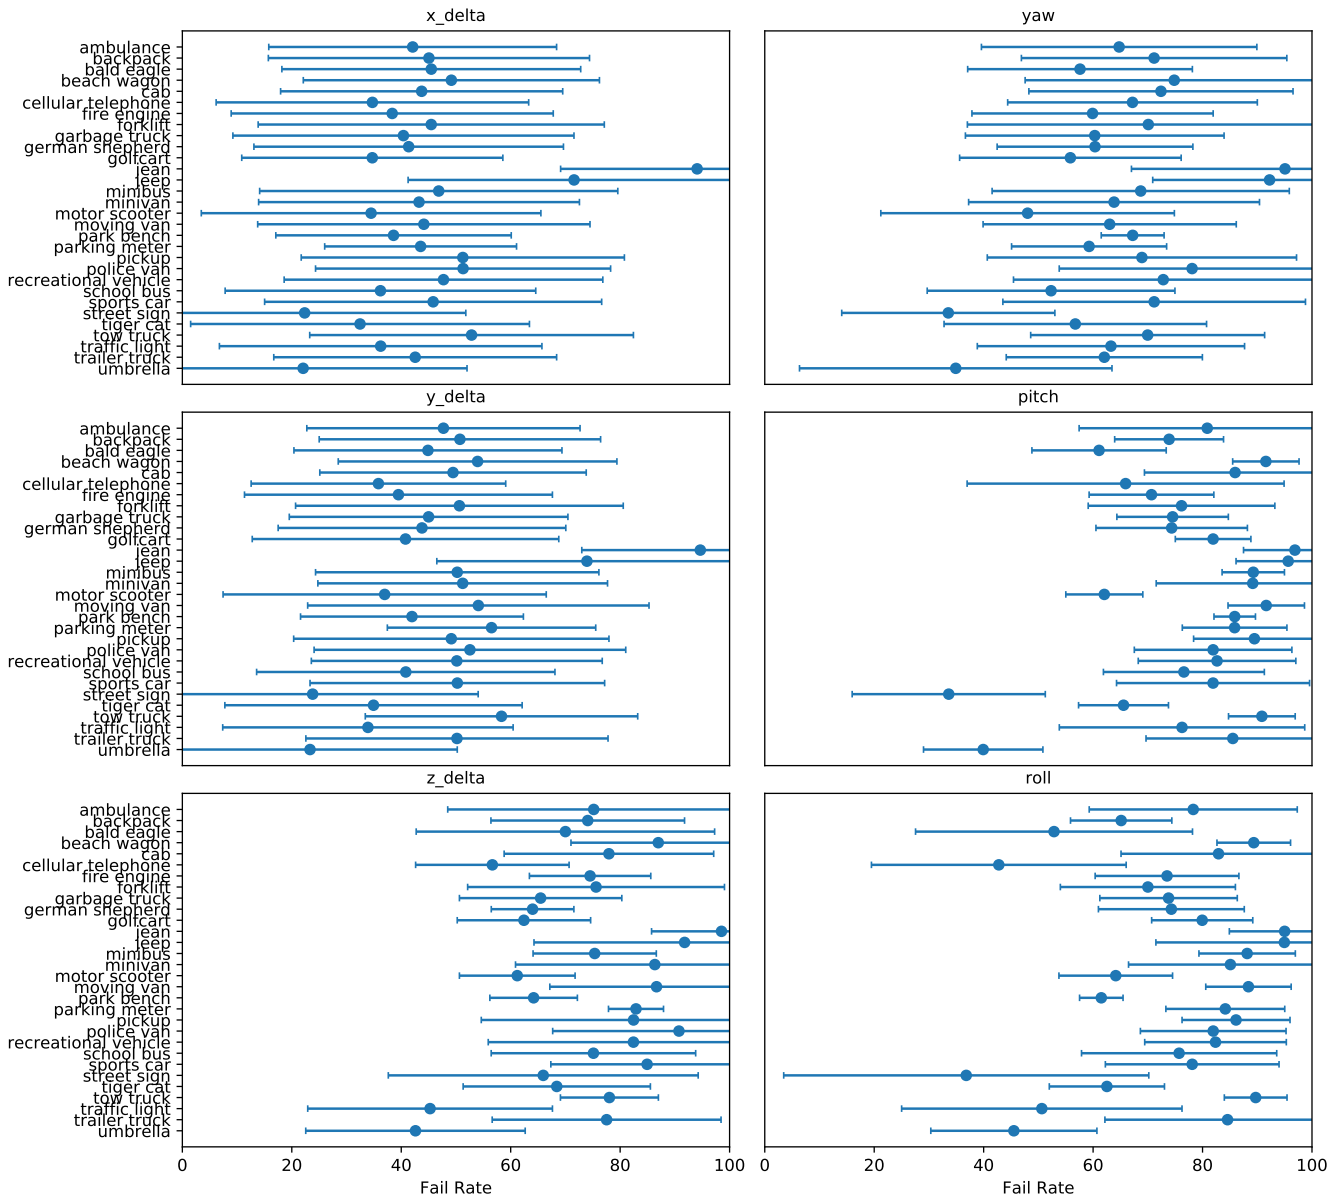 x_delta
yaw
ambulance
backpack
bald eagle
beach wagon
cab
cellular telephone
fire engine
forklift
garbage truck
german shepherd
golfcart
jean
jeep
minibus
minivan
motor scooter
moving van
park bench
parking meter
pickup
police van
recreational vehicle
school bus
sports car
street sign
tiger cat
tow truck
traffic light
trailer truck
umbrella
y_delta
pitch
ambulance
backpack
bald eagle
beach wagon
cab
cellular telephone
fire engine
forklift
garbage truck
german shepherd
golfcart
jean
jeep
minibus
minivan
motor scooter
moving van
park bench
parking meter
pickup
police van
recreational vehicle
school bus
sports car
street sign
tiger cat
tow truck
traffic light
trailer truck
umbrella
z_delta
roll
ambulance
backpack
bald eagle
beach wagon
cab
cellular telephone
fire engine
forklift
garbage truck
german shepherd
golfcart
jean
jeep
minibus
minivan
motor scooter
moving van
park bench
parking meter
pickup
police van
recreational vehicle
school bus
sports car
street sign
tiger cat
tow truck
traffic light
trailer truck
umbrella
0 20 40 60 80 100
0 20 40 60 80 100
Fail Rate
Fail Rate